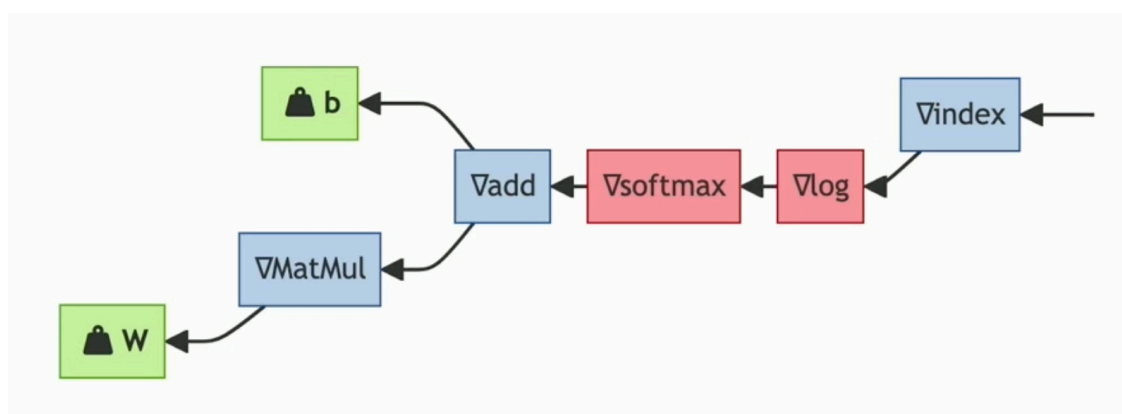 b
∇index
∇add
∇softmax
∇log
∇MatMul
W